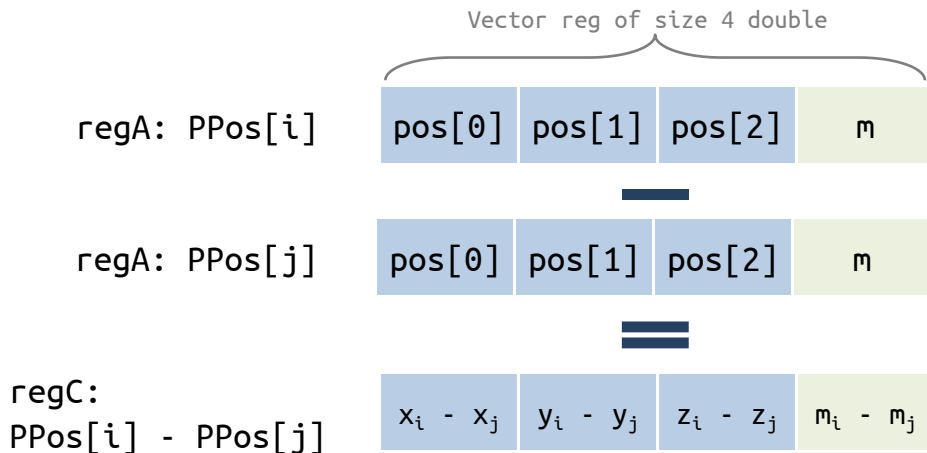 Vector reg of size 4 double
regA: PPos[i] pos[0] pos[1] pos[2] m
regA: PPos[j] pos[0] pos[1] pos[2] m
regC:
PPos[i] - PPos[j] xᵢ - xⱼ yᵢ - yⱼ zᵢ - zⱼ mᵢ - mⱼ